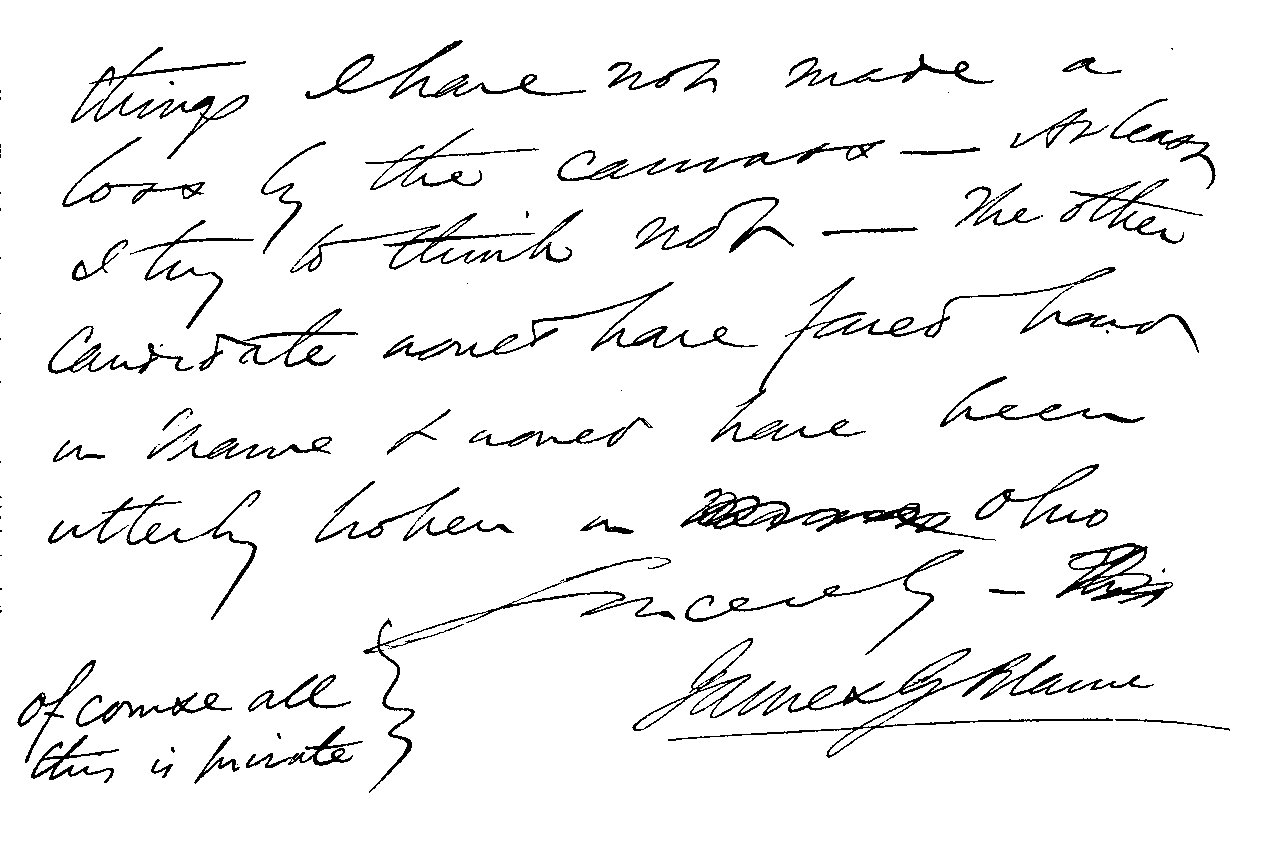 things I have not made a
loss by the canvass — At least
I try to think not — The other
candidate would have fared hard
in Maine & would have been
utterly broken in Ohio
Sincerely — This
James G Blaine
of course all
this is private